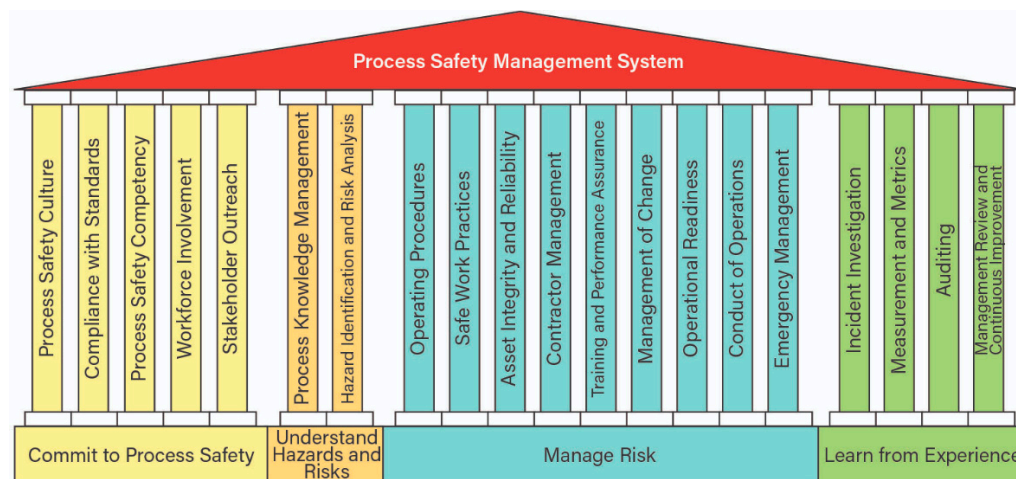 Process Safety Management System
Process Safety Culture
Compliance with Standards
Process Safety Competency
Workforce Involvement
Stakeholder Outreach
Process Knowledge Management
Hazard Identification and Risk Analysis
Operating Procedures
Safe Work Practices
Asset Integrity and Reliability
Contractor Management
Training and Performance Assurance
Management of Change
Operational Readiness
Conduct of Operations
Emergency Management
Incident Investigation
Measurement and Metrics
Auditing
Management Review and
Continuous Improvement
Commit to Process Safety
Understand
Hazards and
Risks
Manage Risk
Learn from Experience